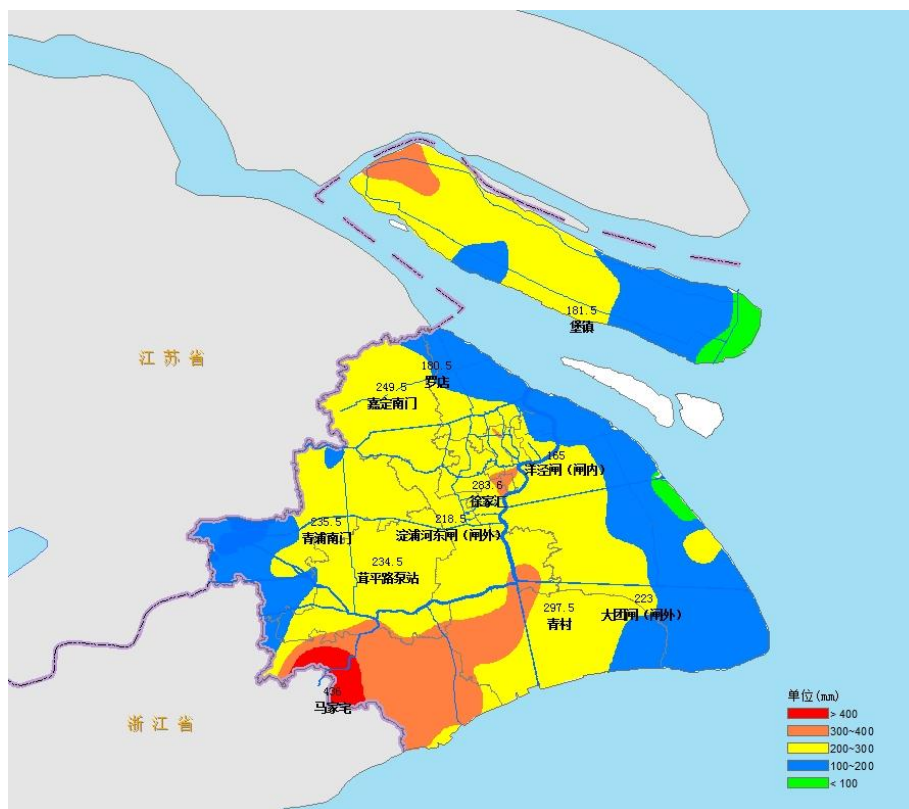 181.5
堡镇
江苏省
180.5
罗店
249.5
嘉定南门
165
洋泾闸（闸内）
283.6
徐家汇
235.5
青浦南门
218.5
淀浦河东闸（闸外）
234.5
茸平路泵站
297.5
青村
223
大团闸（闸外）
436
马家宅
浙江省
单位(mm)
> 400
300~400
200~300
100~200
< 100